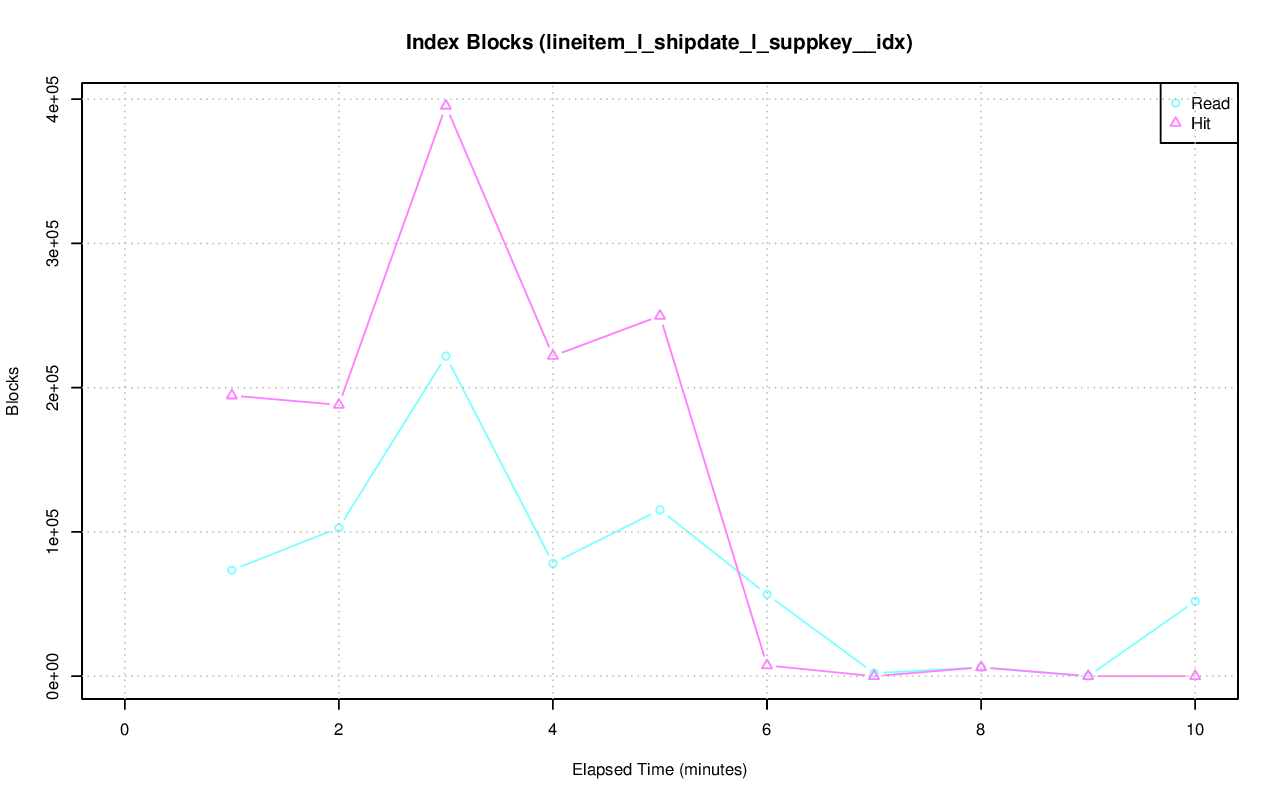 Index Blocks (lineitem_l_shipdate_l_suppkey__idx)
4e+05
3e+05
2e+05
1e+05
0e+00
Blocks
Read
Hit
0 2 4 6 8 10
Elapsed Time (minutes)